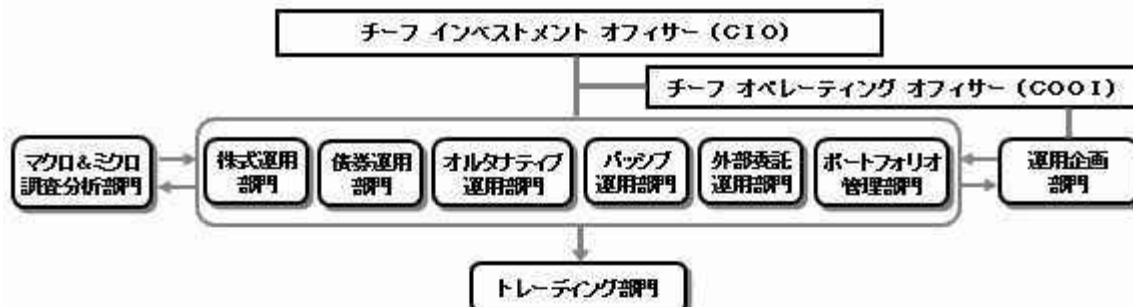 チーフ インベストメント オフィサー (CIO)
チーフ オペレーティング オフィサー (COOI)
マクロ&ミクロ
調査分析部門
株式運用
部門
債券運用
部門
オルタナティブ
運用部門
パッシブ
運用部門
外部委託
運用部門
ポートフォリオ
管理部門
運用企画
部門
トレーディング部門